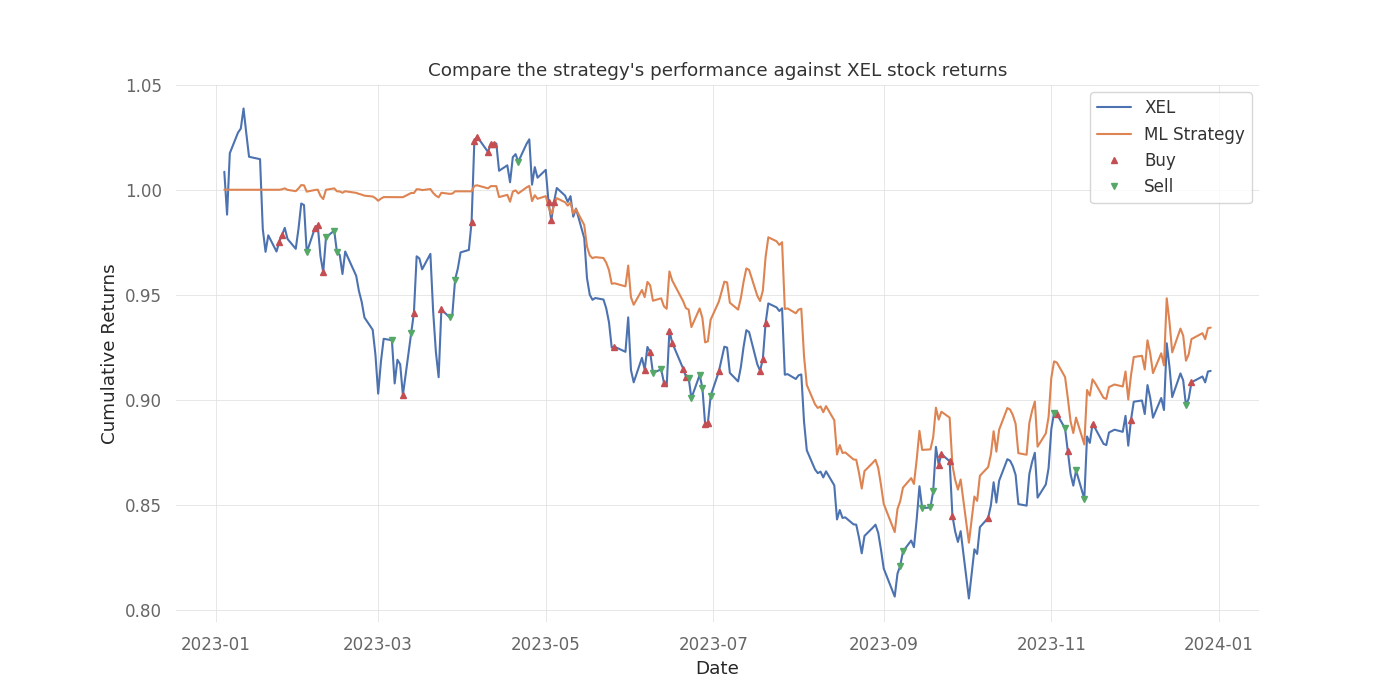 Compare the strategy's performance against XEL stock returns
XEL
ML Strategy
Buy
Sell
Cumulative Returns
1.05
1.00
0.95
0.90
0.85
0.80
2023-01 2023-03 2023-05 2023-07 2023-09 2023-11 2024-01
Date